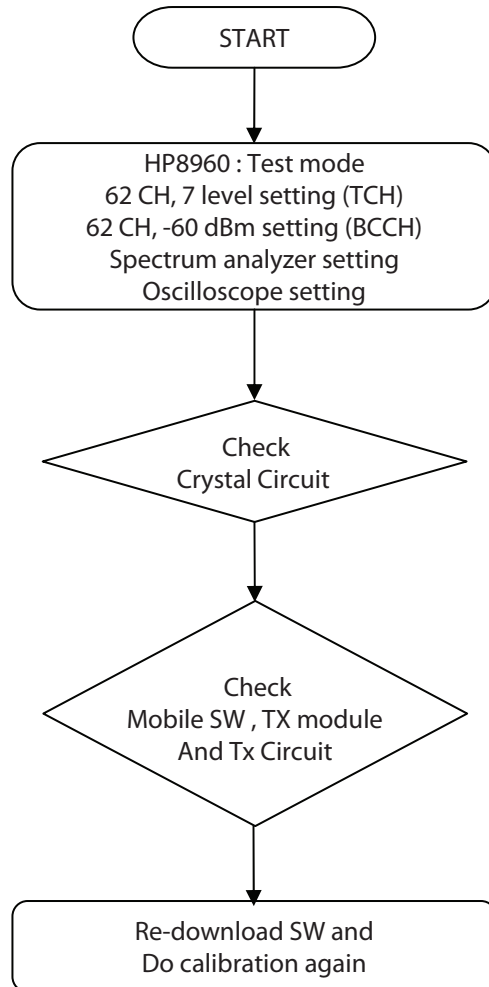 START
HP8960 : Test mode
62 CH, 7 level setting (TCH)
62 CH, -60 dBm setting (BCCH)
Spectrum analyzer setting
Oscilloscope setting
Check
Crystal Circuit
Check
Mobile SW , TX module
And Tx Circuit
Re-download SW and
Do calibration again